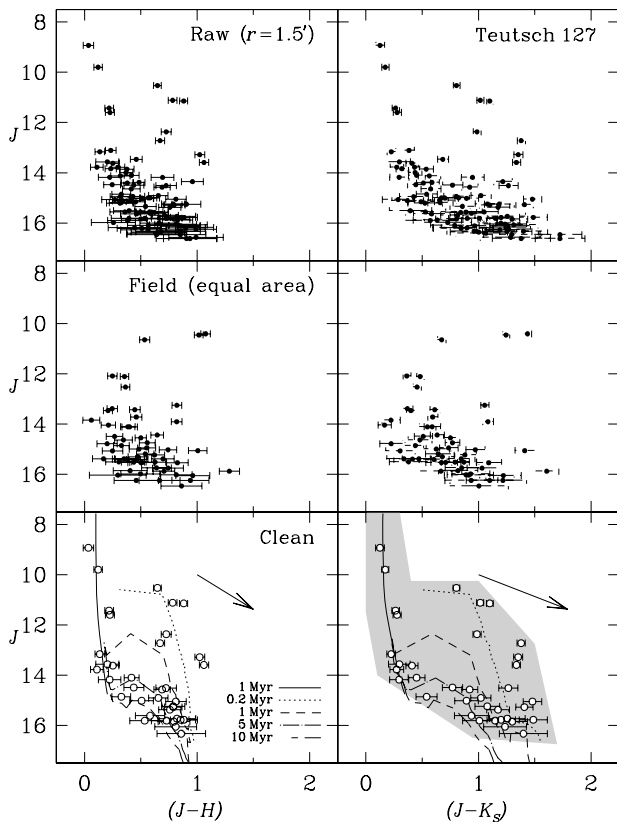 8
Raw (r = 1.5′)
Teutsch 127
10
J
12
14
16
8
Field (equal area)
10
J
12
14
16
8
Clean
10
J
12
14
1 Myr
0.2 Myr
1 Myr
5 Myr
10 Myr
16
0 1 2 0 1 2
(J–H) (J–Ks)